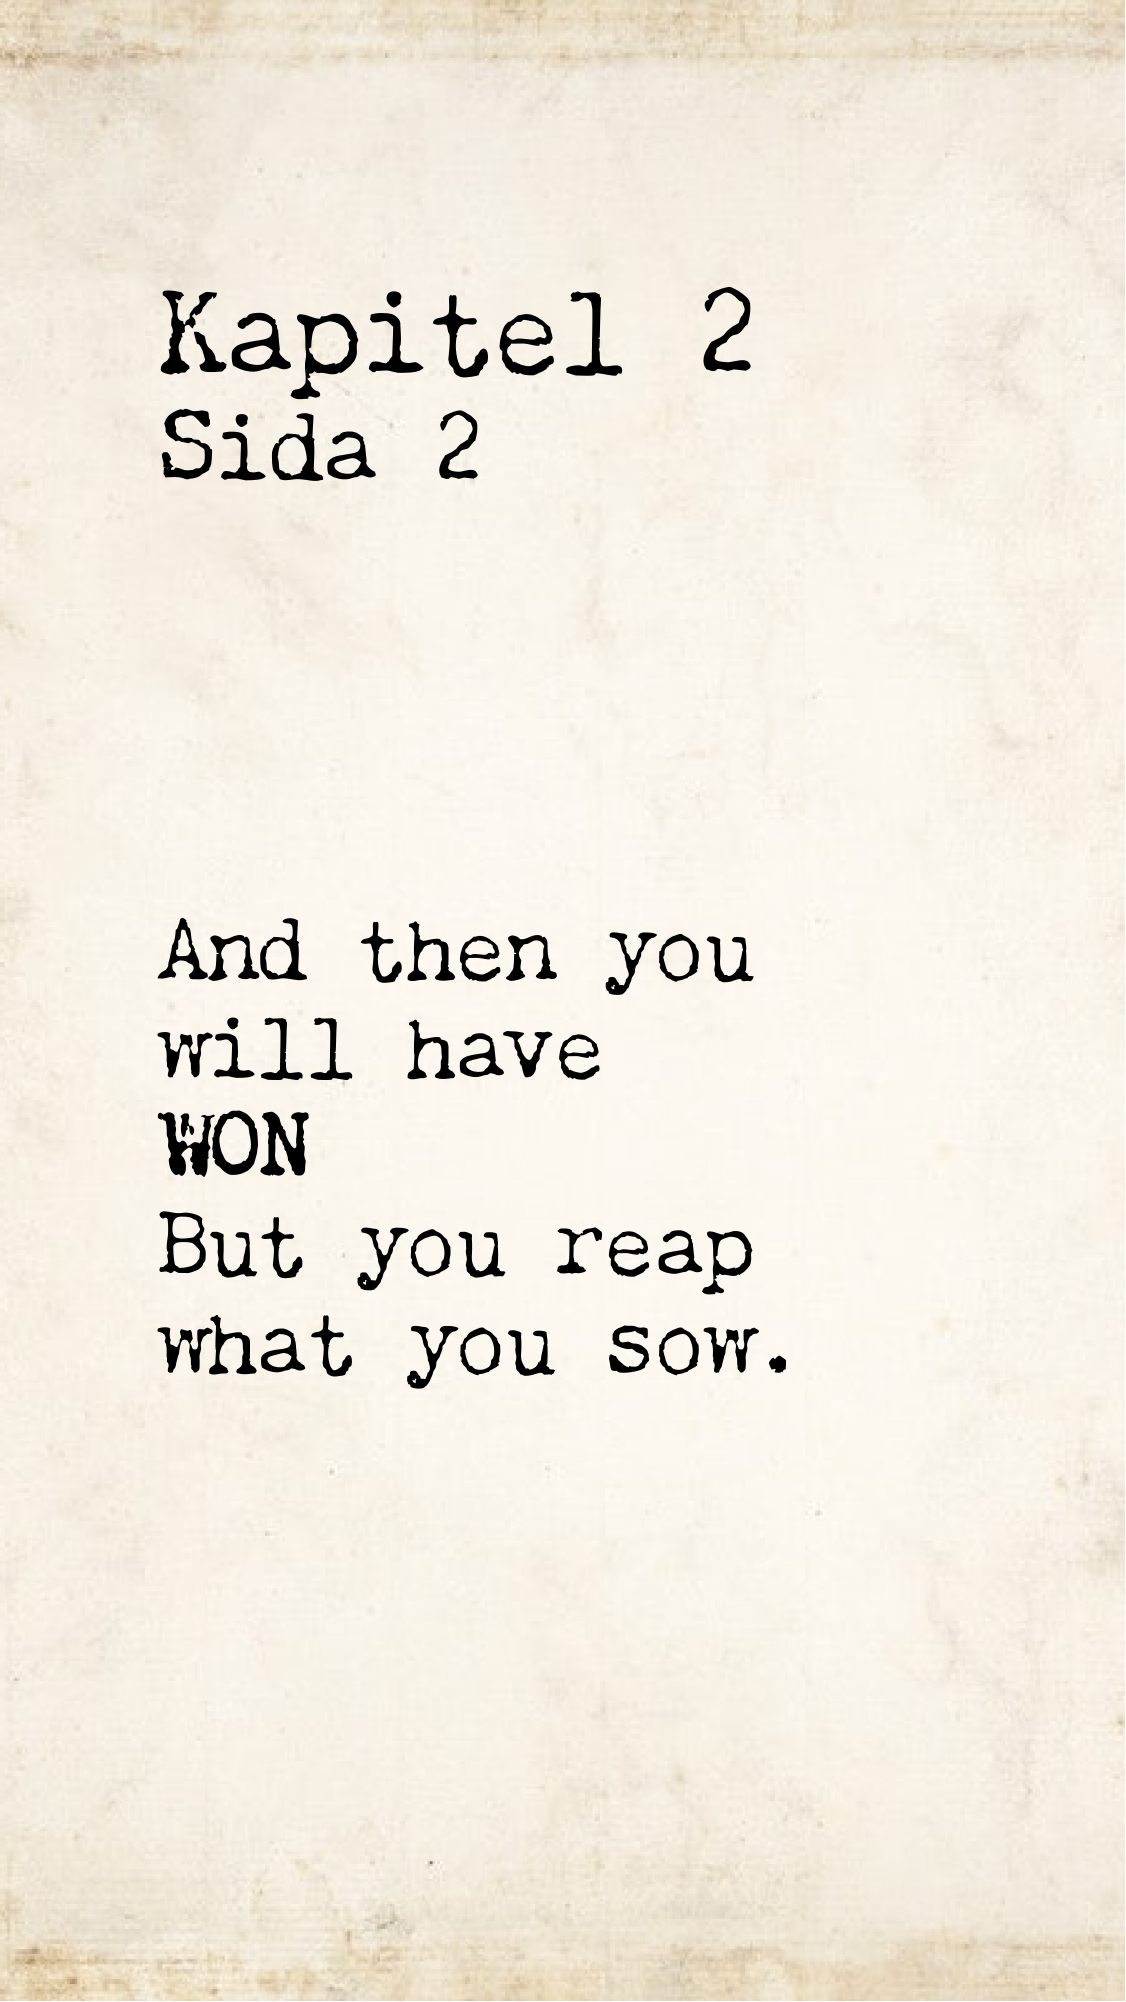 Kapitel 2
Sida 2
And then you
will have
WON
But you reap
what you sow.